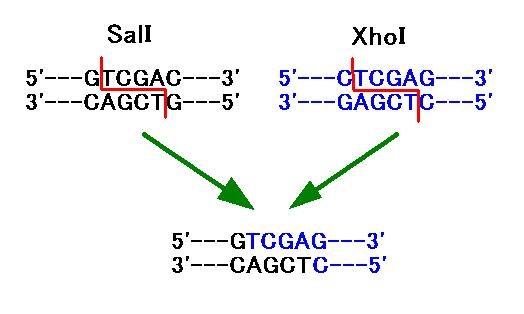 SalI
5'---GTCGAC---3'
3'---CAGCTG---5'
XhoI
5'---CTCGAG---3'
3'---GAGCTC---5'
5'---GTCGAG---3'
3'---CAGCTC---5'